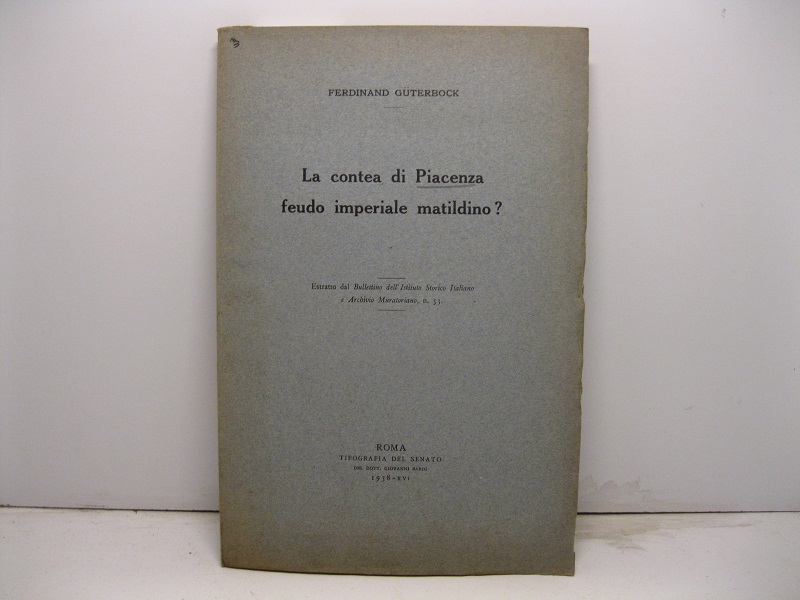 FERDINAND GÜTERBOCK
La contea di Piacenza
feudo imperiale matildino?
Estratto dal Bullettino dell'Istituto Storico Italiano
e Archivio Muratoriano, n. 53.
ROMA
TIPOGRAFIA DEL SENATO
DEL DOTT. GIOVANNI BARDI
1938-XVI